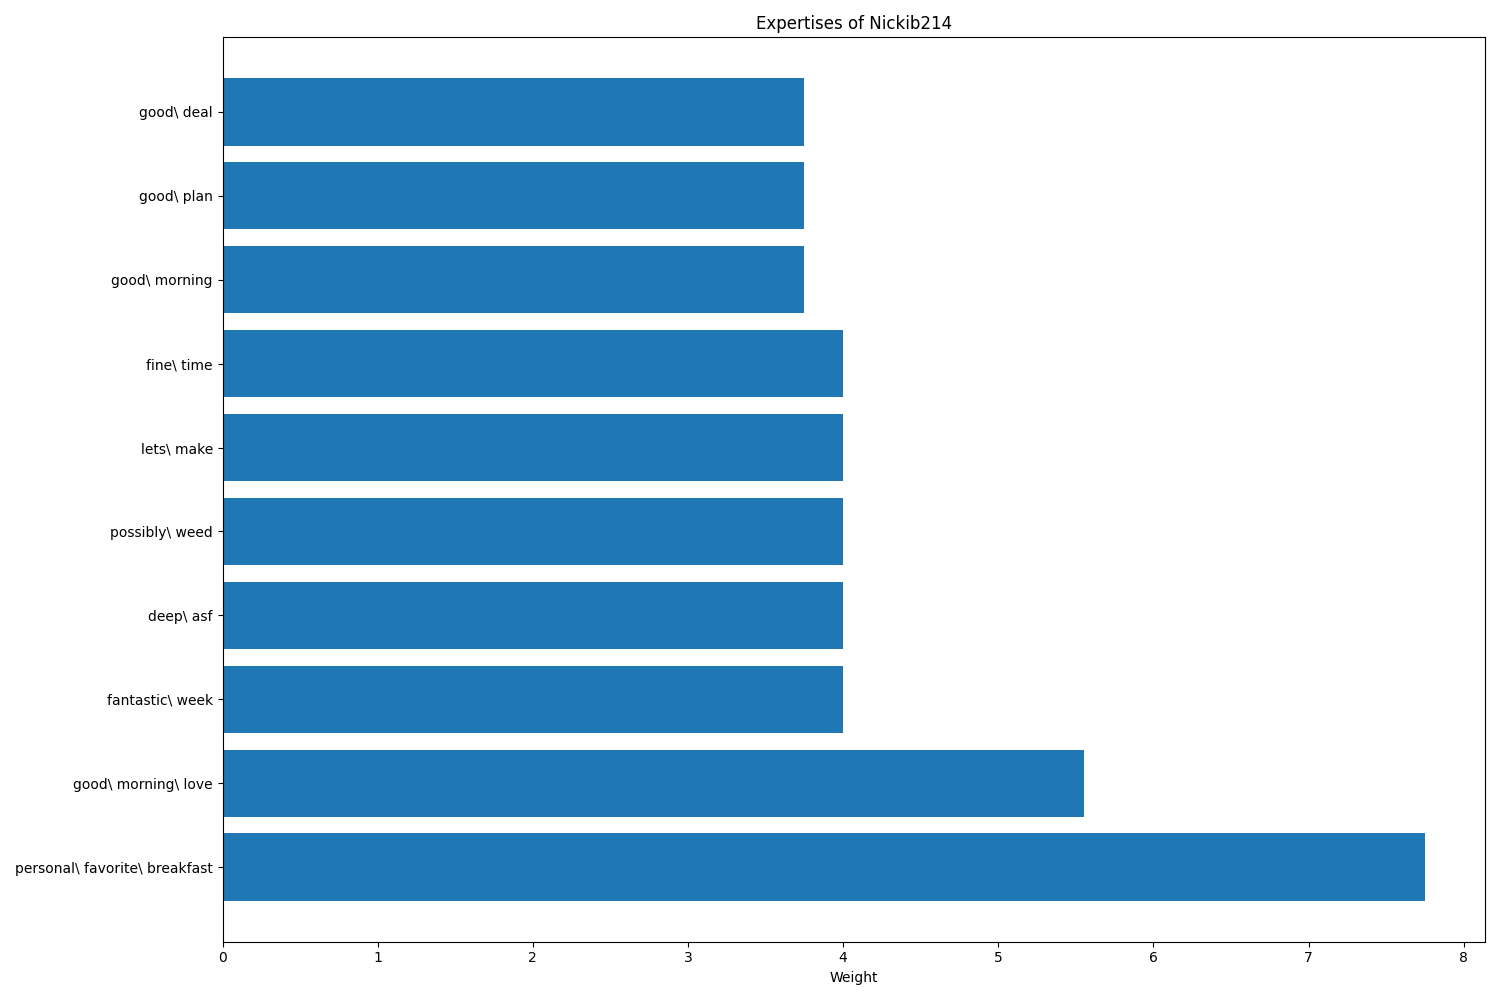 Expertises of Nickib214
good\ deal
good\ plan
good\ morning
fine\ time
lets\ make
possibly\ weed
deep\ asf
fantastic\ week
good\ morning\ love
personal\ favorite\ breakfast
0 1 2 3 4 5 6 7 8
Weight